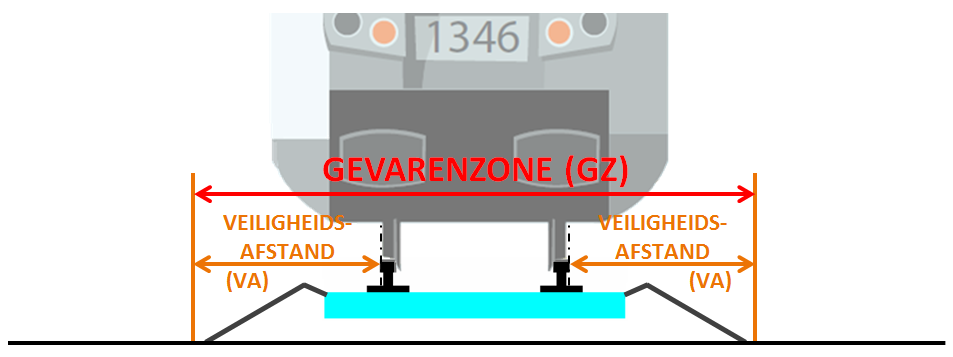 1346
GEVARENZONE (GZ)
VEILIGHEIDS-
AFSTAND
(VA)
VEILIGHEIDS-
AFSTAND
(VA)